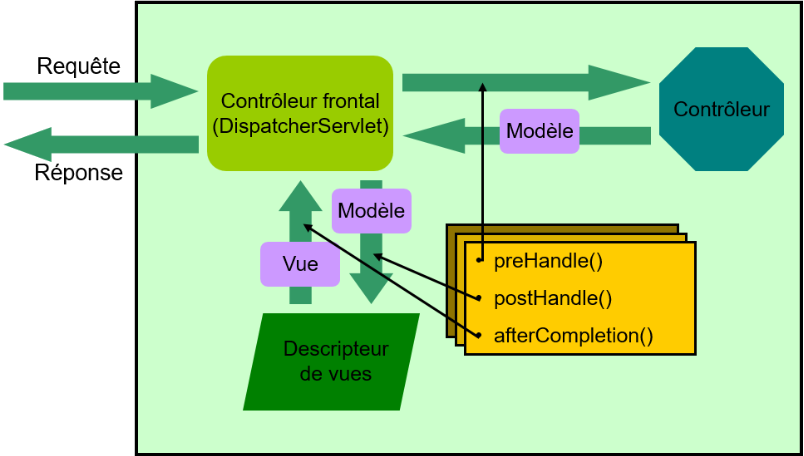 Requête
Réponse
Contrôleur frontal
(DispatcherServlet)
Modèle
Contrôleur
Modèle
Vue
preHandle()
postHandle()
afterCompletion()
Descripteur
de vues